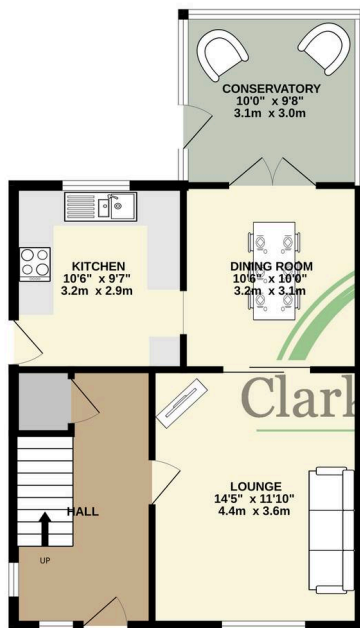 CONSERVATORY
10'0" x 9'8"
3.1m x 3.0m
KITCHEN
10'6" x 9'7"
3.2m x 2.9m
DINING ROOM
10'6" x 10'0"
3.2m x 3.1m
Clark
LOUNGE
14'5" x 11'10"
4.4m x 3.6m
HALL
UP